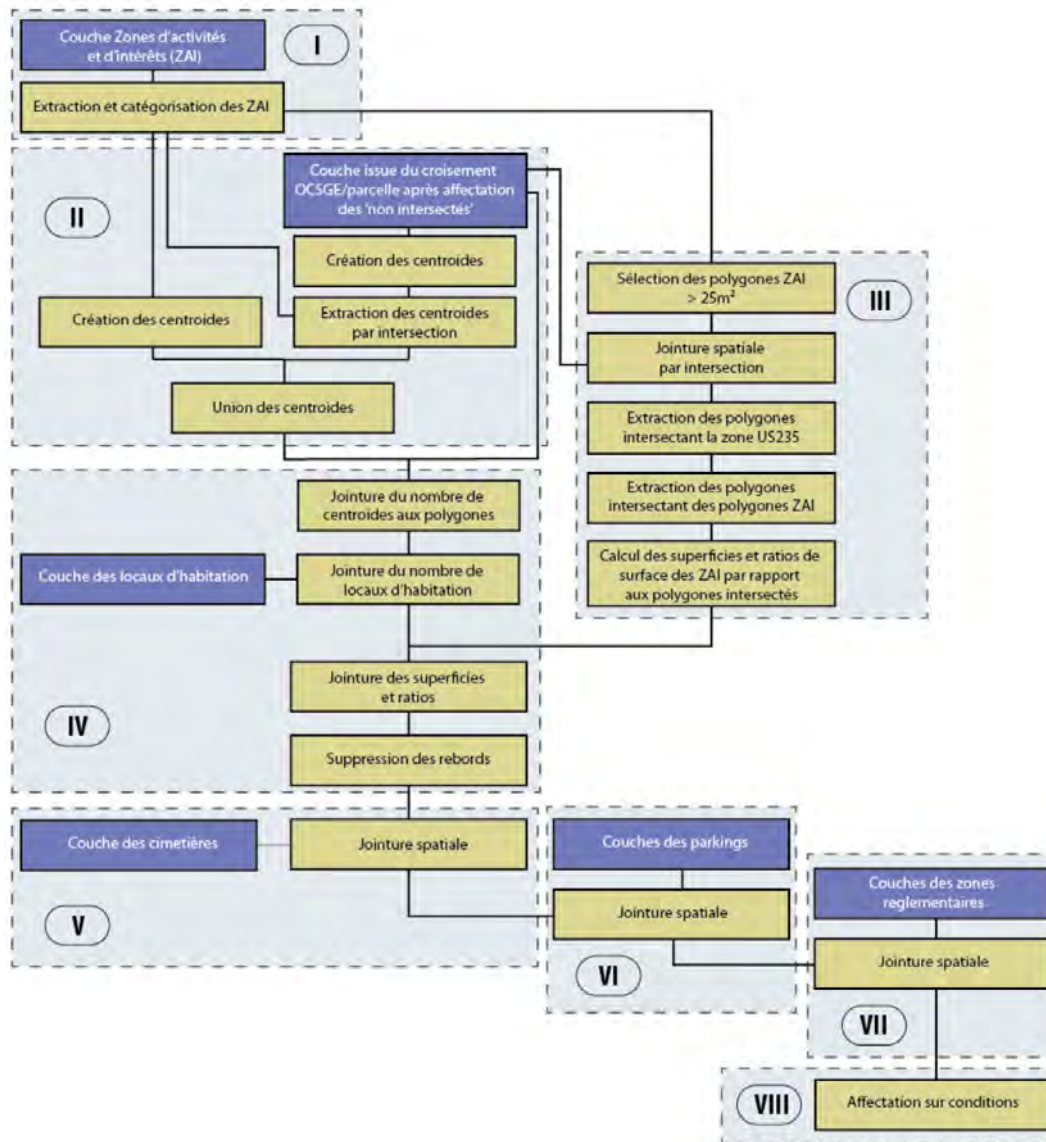 Couche Zones d'activités
et d'intérêts (ZAI)
I
Extraction et catégorisation des ZAI
II
Couche issue du croisement
OCSGE/parcelle après affectation
des 'non intersectés'
Création des centroides
Création des centroides
Extraction des centroides
par intersection
Union des centroides
Sélection des polygones ZAI
> 25m²
III
Jointure spatiale
par intersection
Extraction des polygones
intersectant la zone US235
Extraction des polygones
intersectant des polygones ZAI
Calcul des superficies et ratios de
surface des ZAI par rapport
aux polygones intersectés
Jointure du nombre de
centroides aux polygones
Couche des locaux d'habitation
Jointure du nombre de
locaux d'habitation
Jointure des superficies
et ratios
IV
Suppression des rebords
Couche des cimetières
Jointure spatiale
V
Couches des parkings
Jointure spatiale
VI
Couches des zones
reglementaires
Jointure spatiale
VII
VIII
Affectation sur conditions